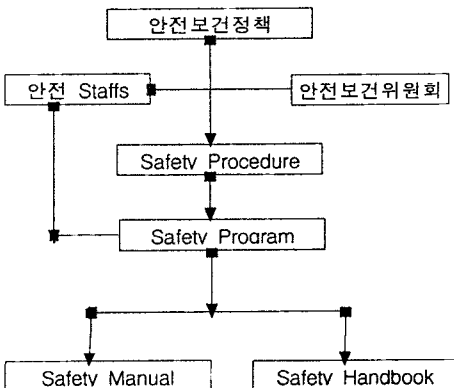 안전보건정책
안전 Staffs
안전보건위원회
Safety Procedure
Safety Program
Safety Manual
Safety Handbook